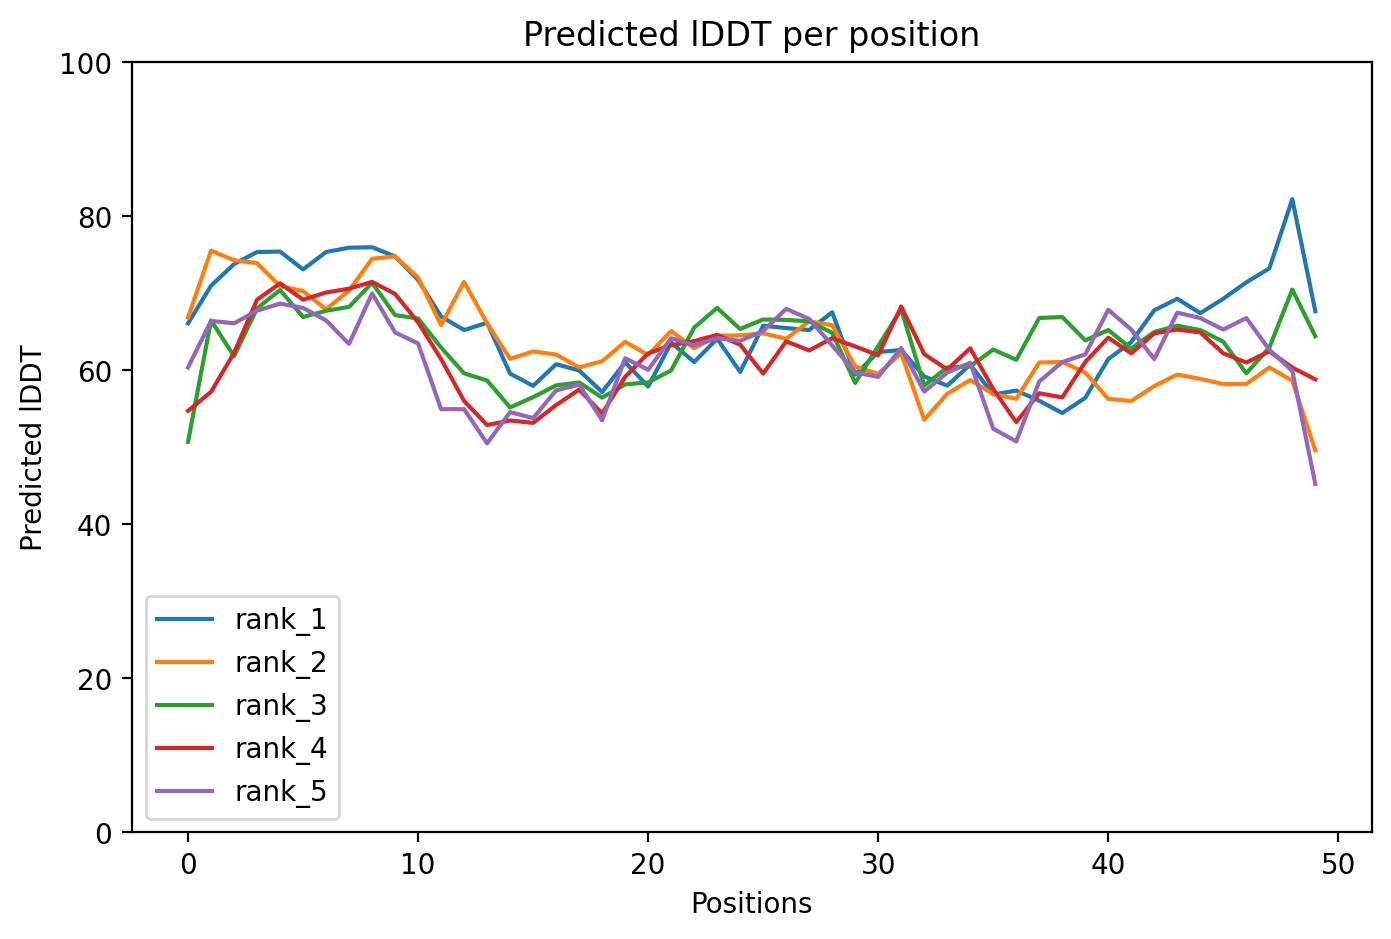 Predicted lDDT per position
Predicted lDDT
100
80
60
40
20
0
rank_1
rank_2
rank_3
rank_4
rank_5
0 10 20 30 40 50
Positions